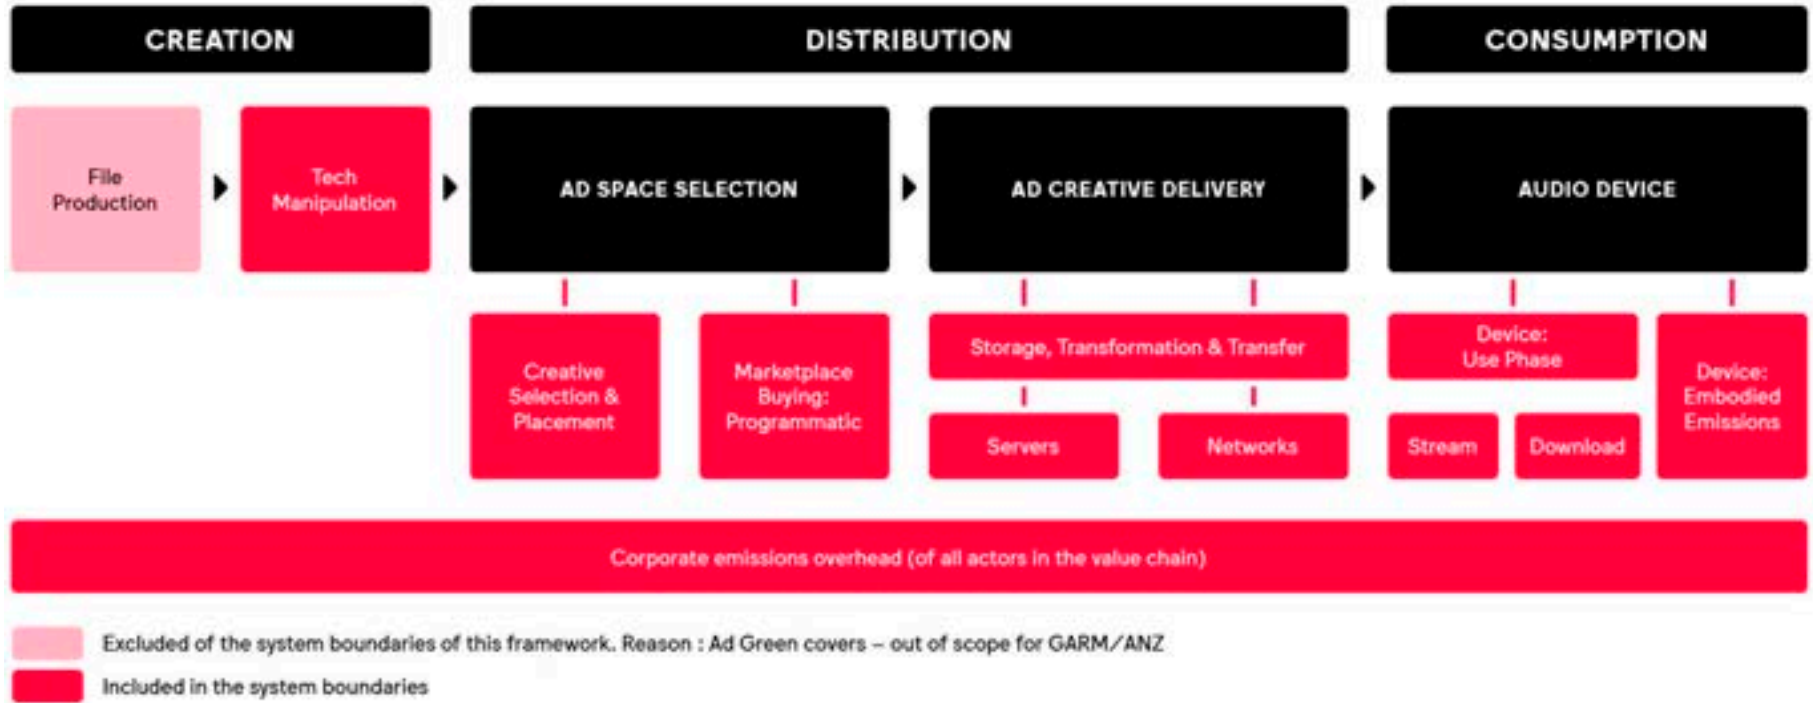 CREATION
DISTRIBUTION
CONSUMPTION
File
Production
Tech
Manipulation
AD SPACE SELECTION
AD CREATIVE DELIVERY
AUDIO DEVICE
Creative
Selection &
Placement
Marketplace
Buying:
Programmatic
Storage, Transformation & Transfer
Servers
Networks
Device:
Use Phase
Stream
Download
Device:
Embodied
Emissions
Corporate emissions overhead (of all actors in the value chain)
Excluded of the system boundaries of this framework. Reason : Ad Green covers – out of scope for GARM/ANZ
Included in the system boundaries